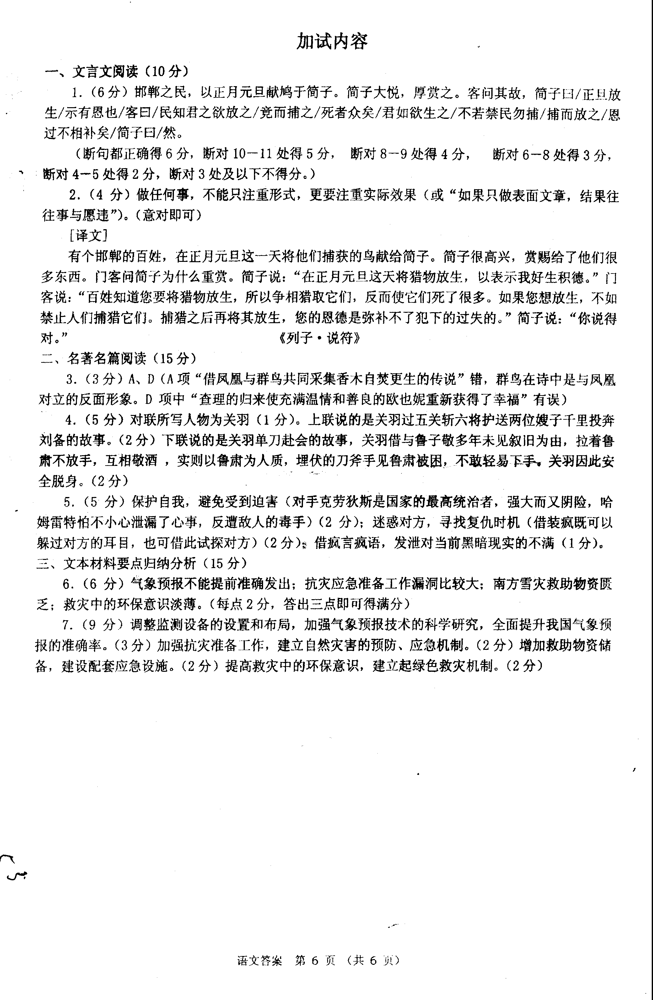 加试内容
一、文言文阅读（10分）
1.（6分）邯郸之民，以正月元旦献鸠于简子。简子大悦，厚赏之。客问其故，简子曰/正旦放
生/示有恩也/客曰/民知君之欲放之/竞而捕之/死者众矣/君如欲生之/不若禁民勿捕/捕而放之/恩
过不相补矣/简子曰/然。
（断句都正确得6分，断对10－11处得5分， 断对8－9处得4分， 断对6－8处得3分，
断对4－5处得2分，断对3处及以下不得分。）
2.（4 分）做任何事，不能只注重形式，更要注重实际效果（或“如果只做表面文章，结果往
往事与愿违”）。（意对即可）
[译文]
有个邯郸的百姓，在正月元旦这一天将他们捕获的鸟献给简子。简子很高兴，赏赐给了他们很
多东西。门客问简子为什么重赏。简子说：“在正月元旦这天将猎物放生，以表示我好生积德。”门
客说：“百姓知道您要将猎物放生，所以争相猎取它们，反而使它们死了很多。如果您想放生，不如
禁止人们捕猎它们。捕猎之后再将其放生，您的恩德是弥补不了犯下的过失的。”简子说：“你说得
对。” 《列子·说符》
二、名著名篇阅读（15分）
3.（3分）A、D（A项“借凤凰与群鸟共同采集香木自焚更生的传说”错，群鸟在诗中是与凤凰
对立的反面形象。D 项中“查理的归来使充满温情和善良的欧也妮重新获得了幸福”有误）
4.（5 分）对联所写人物为关羽（1 分）。上联说的是关羽过五关斩六将护送两位嫂子千里投奔
刘备的故事。（2分）下联说的是关羽单刀赴会的故事，关羽借与鲁子敬多年未见叙旧为由，拉着鲁
肃不放手，互相敬酒 ，实则以鲁肃为人质，埋伏的刀斧手见鲁肃被困，不敢轻易下手。关羽因此安
全脱身。（2分）
5.（5 分）保护自我，避免受到迫害（对手克劳狄斯是国家的最高统治者，强大而又阴险，哈
姆雷特怕不小心泄漏了心事，反遭敌人的毒手）（2 分）；迷惑对方，寻找复仇时机（借装疯既可以
躲过对方的耳目，也可借此试探对方）（2分）；借疯言疯语，发泄对当前黑暗现实的不满（1分）。
三、文本材料要点归纳分析（15分）
6.（6 分）气象预报不能提前准确发出；抗灾应急准备工作漏洞比较大；南方雪灾救助物资匮
乏；救灾中的环保意识淡薄。（每点2分，答出三点即可得满分）
7.（9 分）调整监测设备的设置和布局，加强气象预报技术的科学研究，全面提升我国气象预
报的准确率。（3分）加强抗灾准备工作，建立自然灾害的预防、应急机制。（2分）增加救助物资储
备，建设配套应急设施。（2分）提高救灾中的环保意识，建立起绿色救灾机制。（2分）
语文答案 第 6 页 （共 6 页）